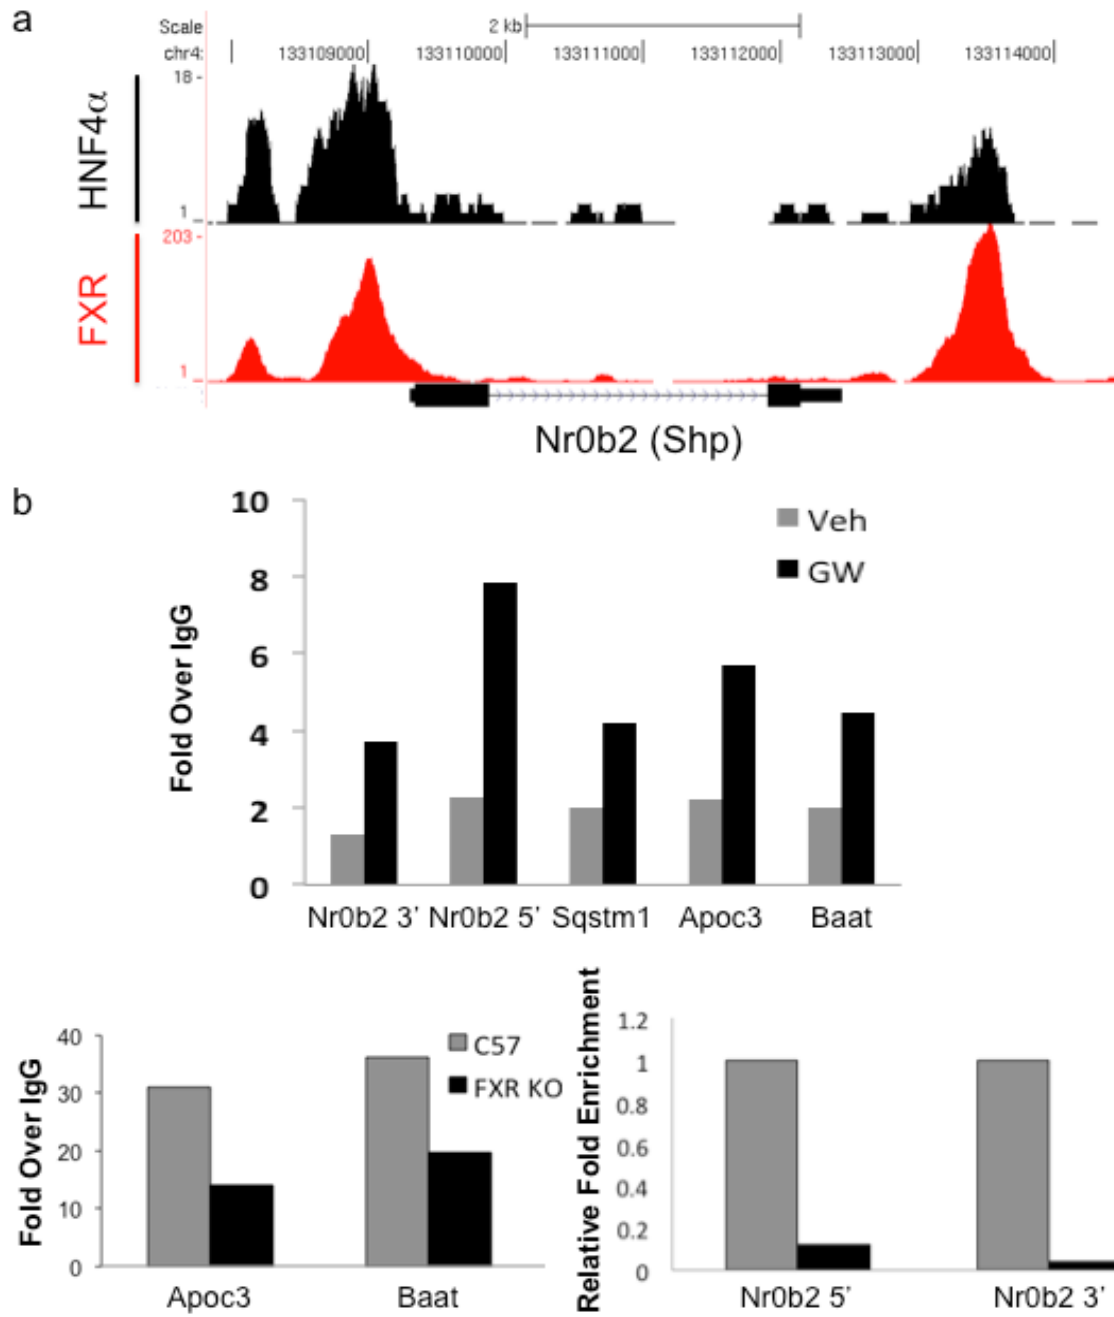 a
Scale
2 kb
chr4:
133109000
133110000
133111000
133112000
133113000
133114000
18 -
HNF4α
1 _
203 -
FXR
1 _
Nr0b2 (Shp)
b
10
8
6
4
2
0
Fold Over IgG
Veh
GW
Nr0b2 3’
Nr0b2 5’
Sqstm1
Apoc3
Baat
40
30
20
10
0
Fold Over IgG
C57
FXR KO
Apoc3
Baat
Relative Fold Enrichment
1.2
1
0.8
0.6
0.4
0.2
0
Nr0b2 5’
Nr0b2 3’